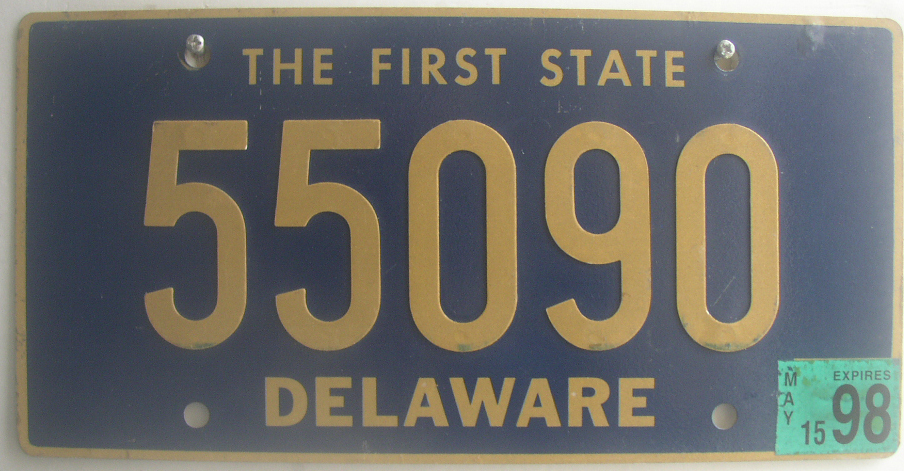 THE FIRST STATE
55090
DELAWARE
MAY
EXPIRES
15 98